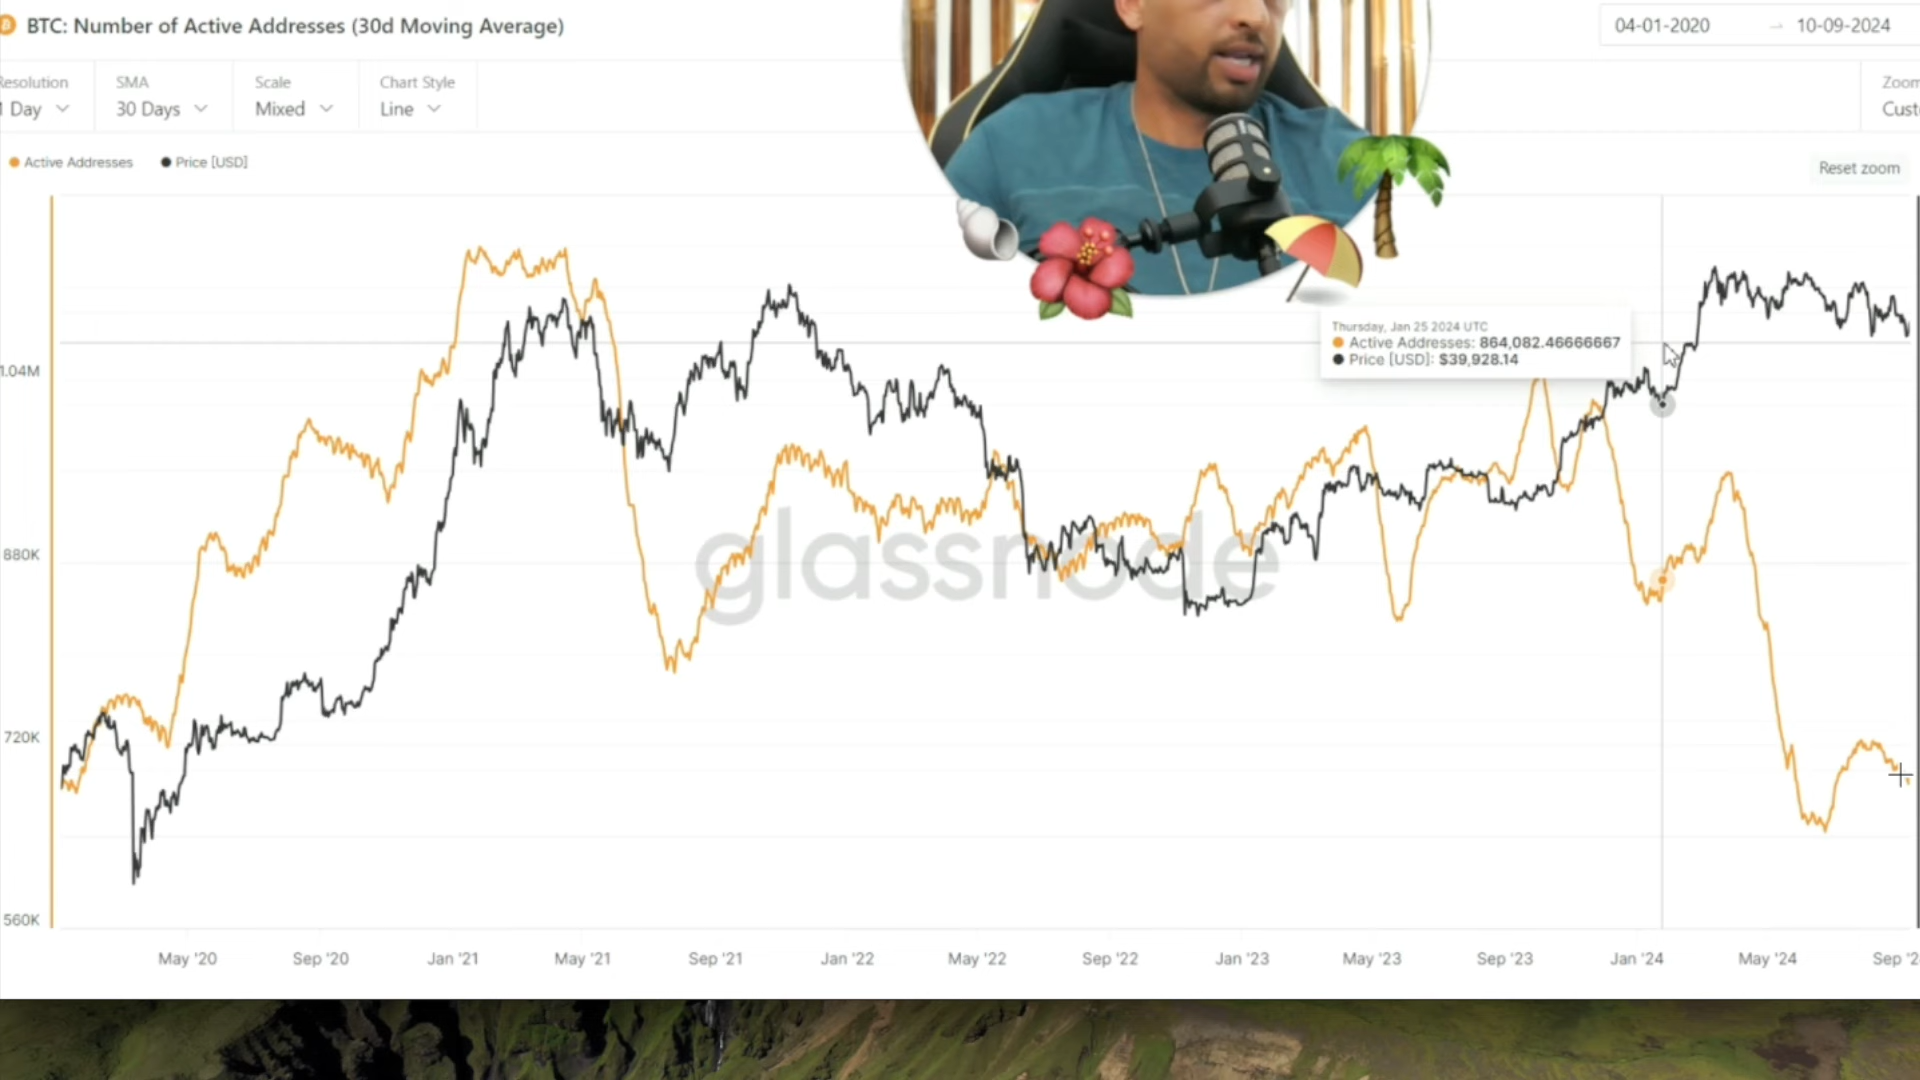 BTC: Number of Active Addresses (30d Moving Average)
04-01-2020 → 10-09-2024
Resolution
1 Day
SMA
30 Days
Scale
Mixed
Chart Style
Line
Zoom
Active Addresses
Price [USD]
Reset zoom
Thursday, Jan 25 2024 UTC
Active Addresses: 864,082.46666667
Price [USD]: $39,928.14
1.04M
880K
720K
560K
glassnode
May '20 Sep '20 Jan '21 May '21 Sep '21 Jan '22 May '22 Sep '22 Jan '23 May '23 Sep '23 Jan '24 May '24 Sep '2